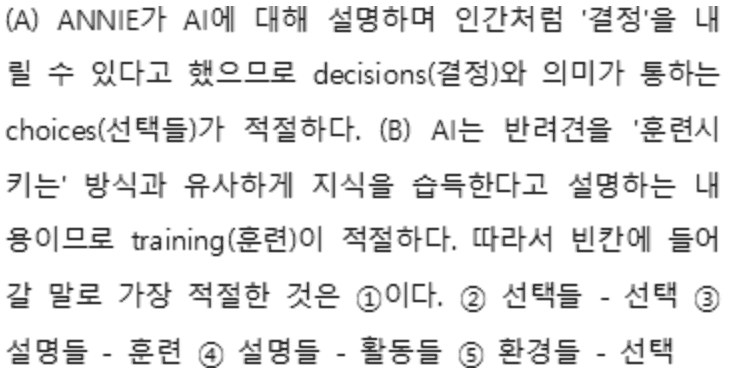 (A) ANNIE가 AI에 대해 설명하며 인간처럼 '결정'을 내
릴 수 있다고 했으므로 decisions(결정)와 의미가 통하는
choices(선택들)가 적절하다. (B) AI는 반려견을 '훈련시
키는' 방식과 유사하게 지식을 습득한다고 설명하는 내
용이므로 training(훈련)이 적절하다. 따라서 빈칸에 들어
갈 말로 가장 적절한 것은 ①이다. ② 선택들 - 선택 ③
설명들 - 훈련 ④ 설명들 - 활동들 ⑤ 환경들 - 선택